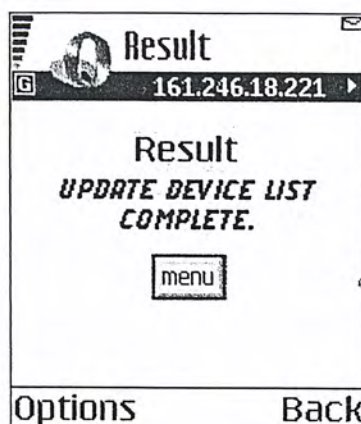 Result
G 161.246.18.221
Result
UPDATE DEVICE LIST
COMPLETE.
menu
Options Back